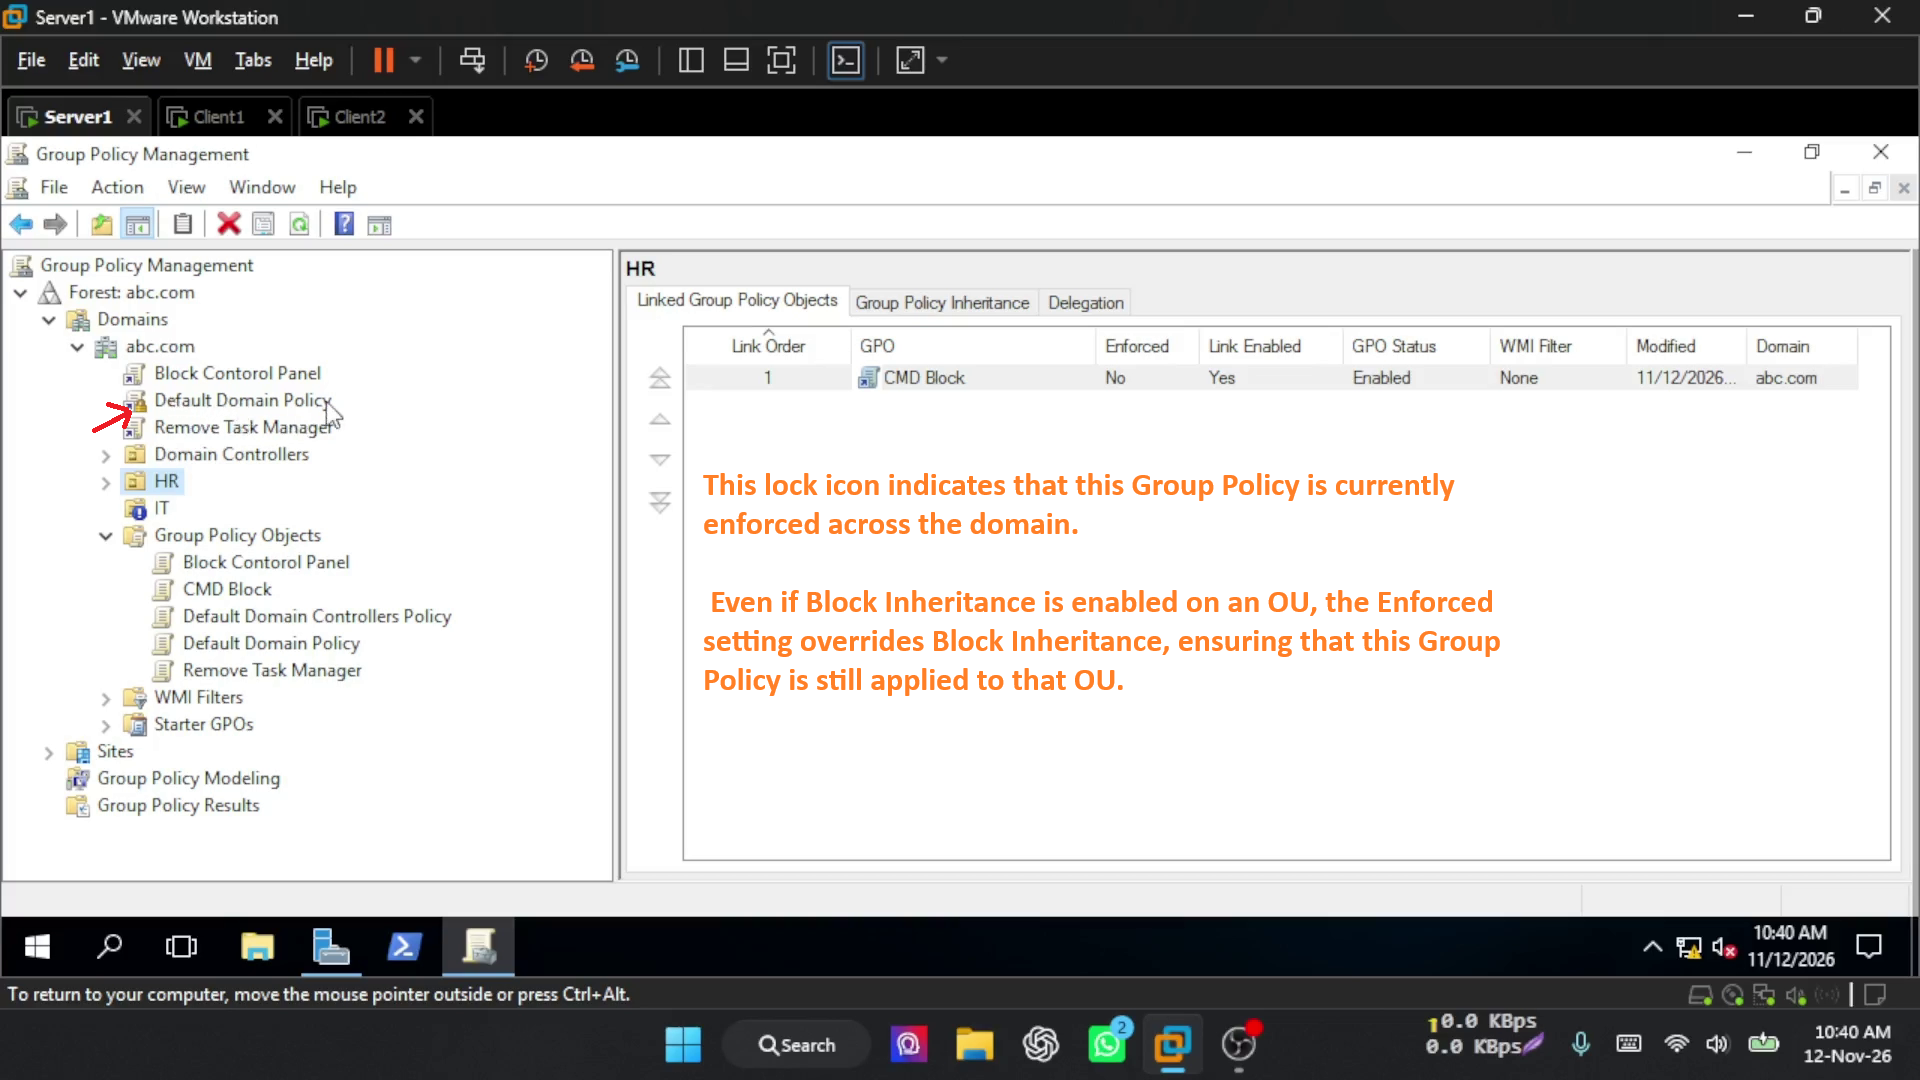 Server1 - VMware Workstation
File Edit View VM Tabs Help
Server1 Client1 Client2
Group Policy Management
File Action View Window Help
Group Policy Management
Forest: abc.com
Domains
abc.com
Block Contorol Panel
Default Domain Policy
Remove Task Manager
Domain Controllers
HR
IT
Group Policy Objects
Block Contorol Panel
CMD Block
Default Domain Controllers Policy
Default Domain Policy
Remove Task Manager
WMI Filters
Starter GPOs
Sites
Group Policy Modeling
Group Policy Results
HR
Linked Group Policy Objects Group Policy Inheritance Delegation
Link Order GPO Enforced Link Enabled GPO Status WMI Filter Modified Domain
1 CMD Block No Yes Enabled None 11/12/2026... abc.com
This lock icon indicates that this Group Policy is currently
enforced across the domain.
Even if Block Inheritance is enabled on an OU, the Enforced
setting overrides Block Inheritance, ensuring that this Group
Policy is still applied to that OU.
10:40 AM
11/12/2026
To return to your computer, move the mouse pointer outside or press Ctrl+Alt.
Search
2
0.0 KBps
0.0 KBps
10:40 AM
12-Nov-26